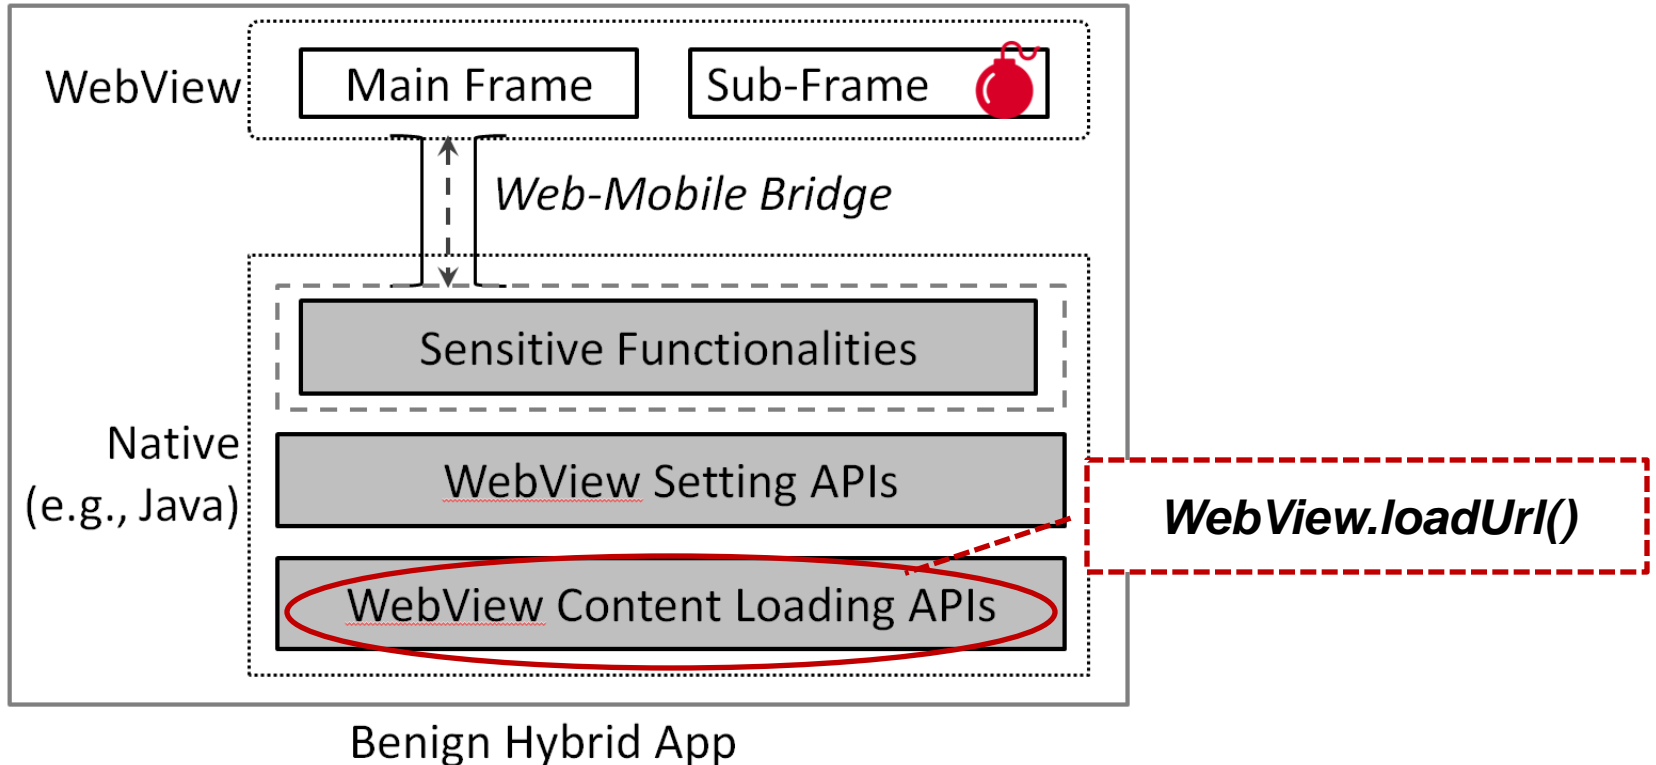 WebView
Main Frame
Sub-Frame
Web-Mobile Bridge
Sensitive Functionalities
Native
(e.g., Java)
WebView Setting APIs
WebView.loadUrl()
WebView Content Loading APIs
Benign Hybrid App